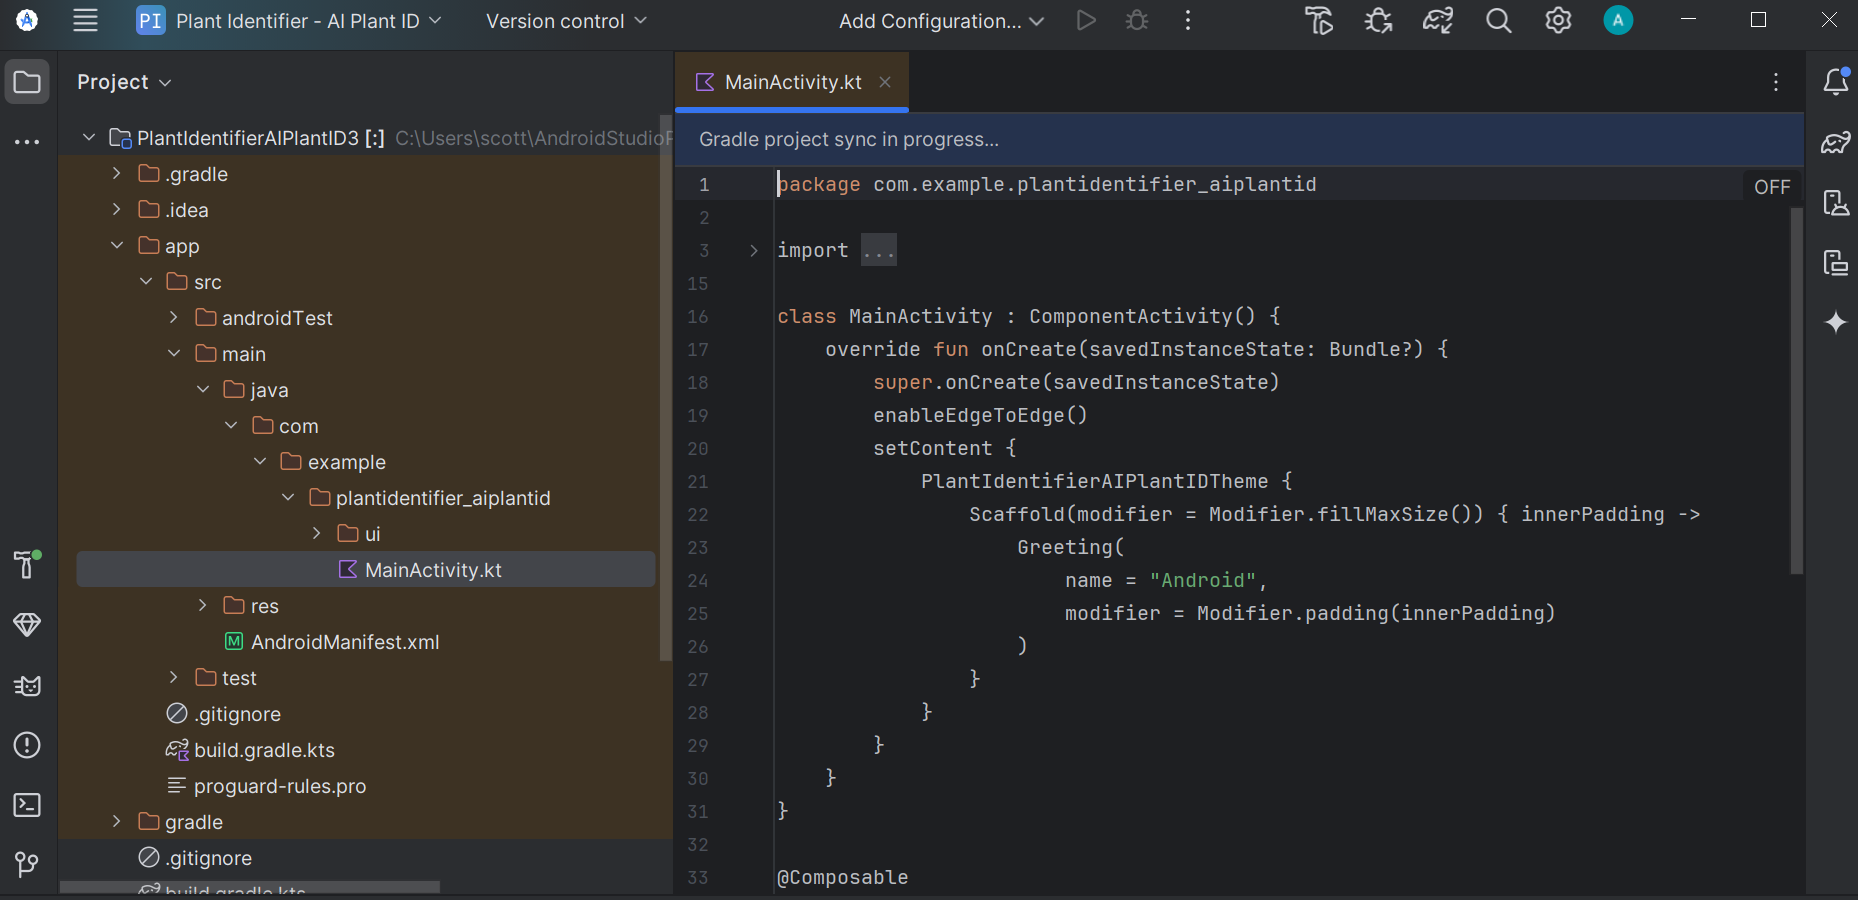 PI Plant Identifier - AI Plant ID Version control Add Configuration... A
Project
MainActivity.kt
PlantIdentifierAIPlantID3 [:] C:\Users\scott\AndroidStudio
Gradle project sync in progress...
.gradle
.idea
app
src
androidTest
main
java
com
example
plantidentifier_aiplantid
ui
MainActivity.kt
res
AndroidManifest.xml
test
.gitignore
build.gradle.kts
proguard-rules.pro
gradle
.gitignore
build.gradle.kts
OFF
1 package com.example.plantidentifier_aiplantid
2
3 import ...
15
16 class MainActivity : ComponentActivity() {
17 override fun onCreate(savedInstanceState: Bundle?) {
18 super.onCreate(savedInstanceState)
19 enableEdgeToEdge()
20 setContent {
21 PlantIdentifierAIPlantIDTheme {
22 Scaffold(modifier = Modifier.fillMaxSize()) { innerPadding ->
23 Greeting(
24 name = "Android",
25 modifier = Modifier.padding(innerPadding)
26 )
27 }
28 }
29 }
30 }
31 }
32
33 @Composable